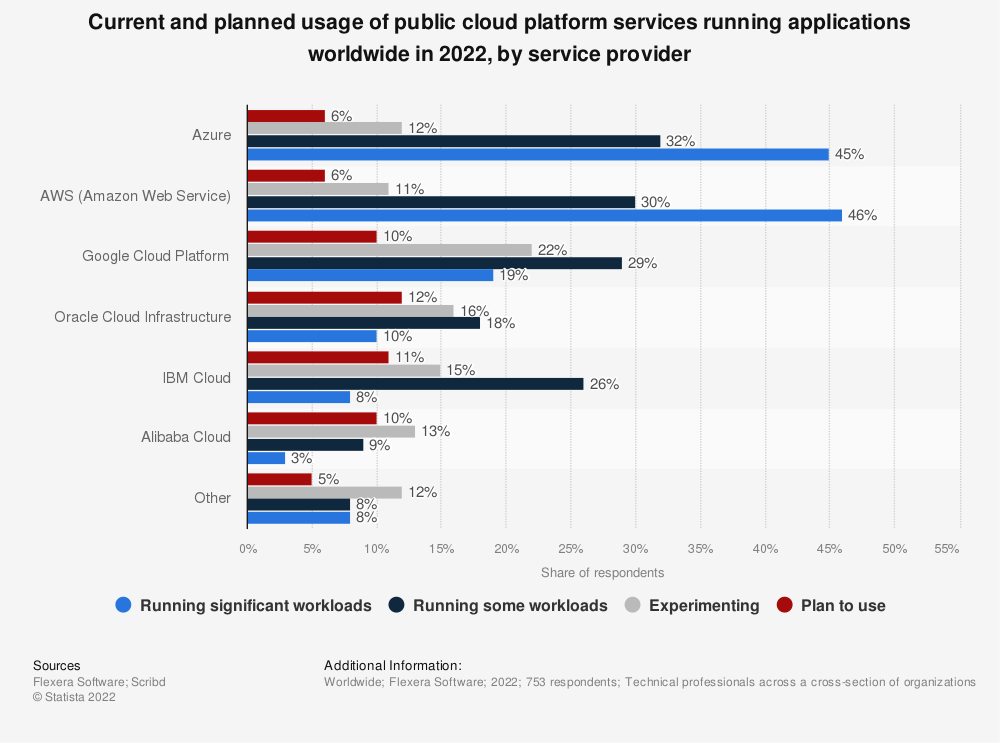 Current and planned usage of public cloud platform services running applications
worldwide in 2022, by service provider
Azure
6%
12%
32%
45%
AWS (Amazon Web Service)
6%
11%
30%
46%
Google Cloud Platform
10%
22%
29%
19%
Oracle Cloud Infrastructure
12%
16%
18%
10%
IBM Cloud
11%
15%
26%
8%
Alibaba Cloud
10%
13%
9%
3%
Other
5%
12%
8%
8%
0% 5% 10% 15% 20% 25% 30% 35% 40% 45% 50% 55%
Share of respondents
Running significant workloads Running some workloads Experimenting Plan to use
Sources
Flexera Software; Scribd
© Statista 2022
Additional Information:
Worldwide; Flexera Software; 2022; 753 respondents; Technical professionals across a cross-section of organizations